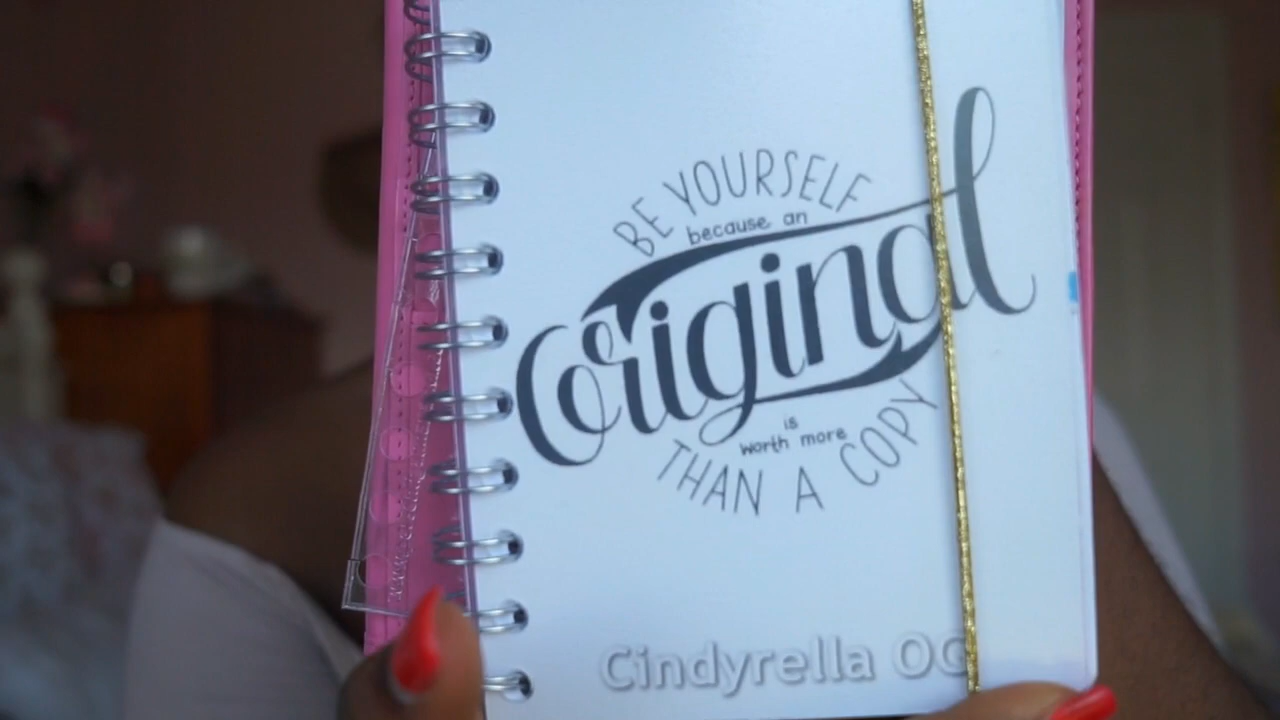 BE YOURSELF
because an
Original
is
worth more
THAN A COPY
Cindyrella OG